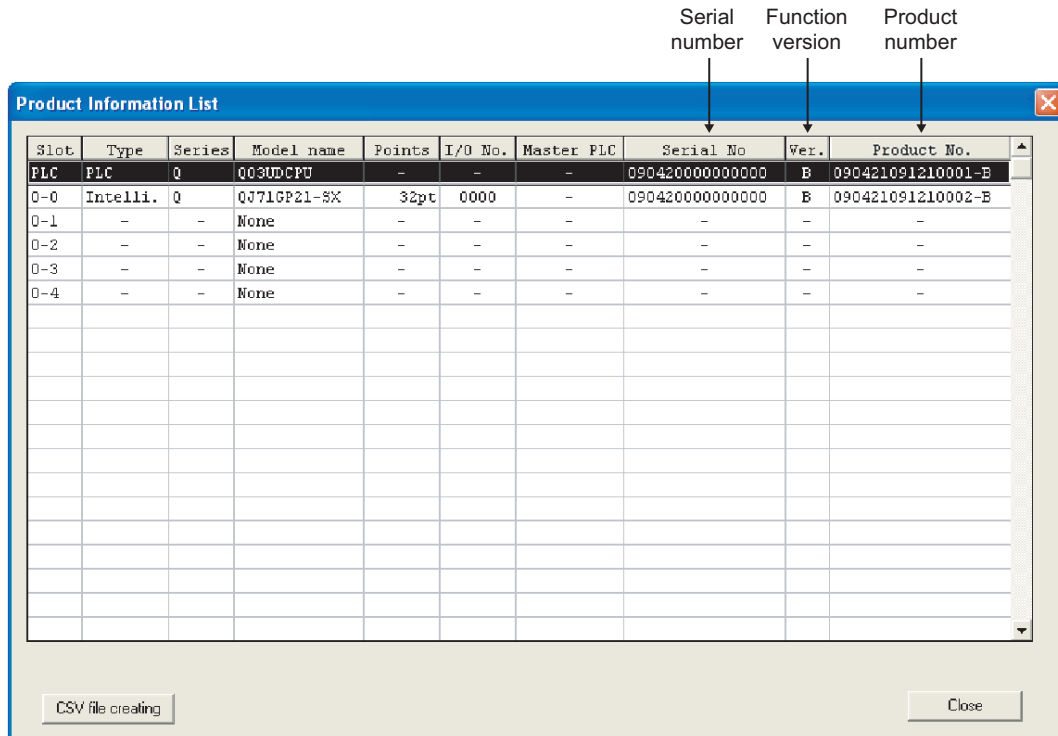 Serial number
Function version
Product number
Product Information List
Slot Type Series Model name Points I/O No. Master PLC Serial No Ver. Product No.
PLC PLC Q Q03UDCPU - - - 090420000000000 B 090421091210001-B
0-0 Intelli. Q QJ71GP21-SX 32pt 0000 - 090420000000000 B 090421091210002-B
0-1 - - None - - - - - -
0-2 - - None - - - - - -
0-3 - - None - - - - - -
0-4 - - None - - - - - -
CSV file creating
Close